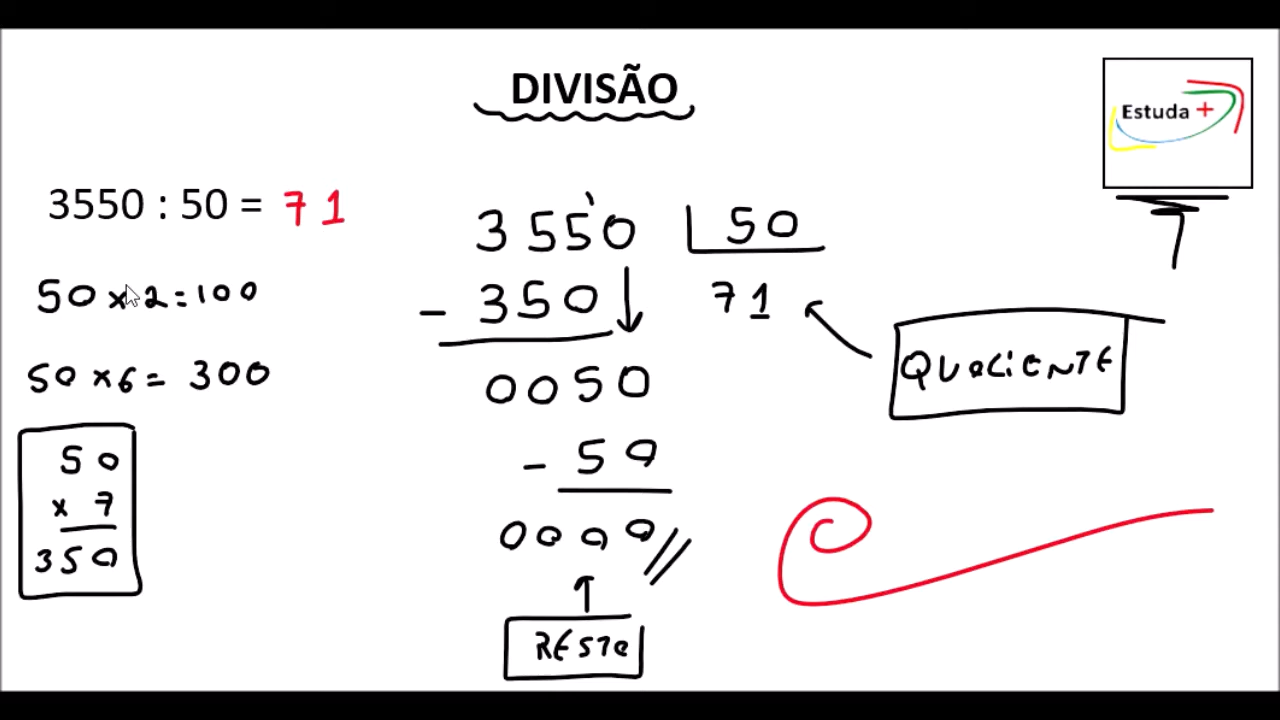 DIVISÃO
Estuda +
3550 : 50 = 71
50 x 2 = 100
50 x 6 = 300
50
x 7
350
3550 50
- 350 71
0050
- 50
0000
QUOCIENTE
RESTO